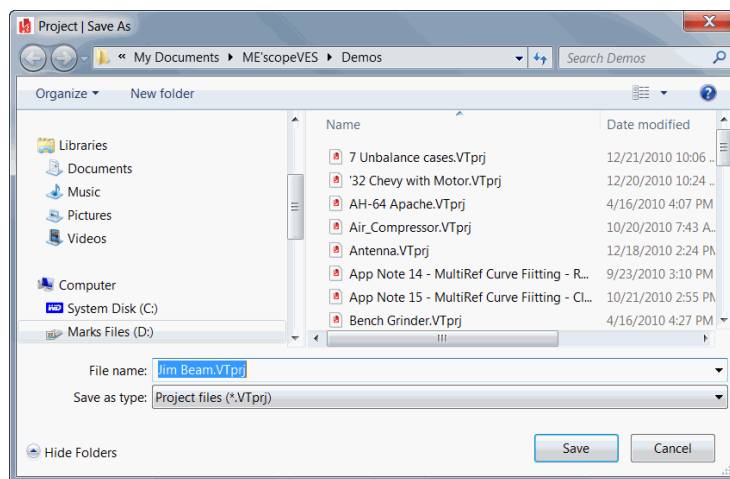 Project | Save As
« My Documents ME'scopeVES Demos
Search Demos
Organize New folder
Name Date modified
Libraries
Documents
Music
Pictures
Videos
Computer
System Disk (C:)
Marks Files (D:)
7 Unbalance cases.VTprj 12/21/2010 10:06 ..
'32 Chevy with Motor.VTprj 12/20/2010 10:24 ..
AH-64 Apache.VTprj 4/16/2010 4:07 PM
Air_Compressor.VTprj 10/20/2010 7:43 A..
Antenna.VTprj 12/18/2010 2:24 PM
App Note 14 - MultiRef Curve Fiitting - R... 9/23/2010 3:10 PM
App Note 15 - MultiRef Curve Fiitting - Cl... 10/21/2010 2:55 PM
Bench Grinder.VTprj 4/16/2010 4:27 PM
File name: Jim Beam.VTprj
Save as type: Project files (*.VTprj)
Hide Folders
Save
Cancel